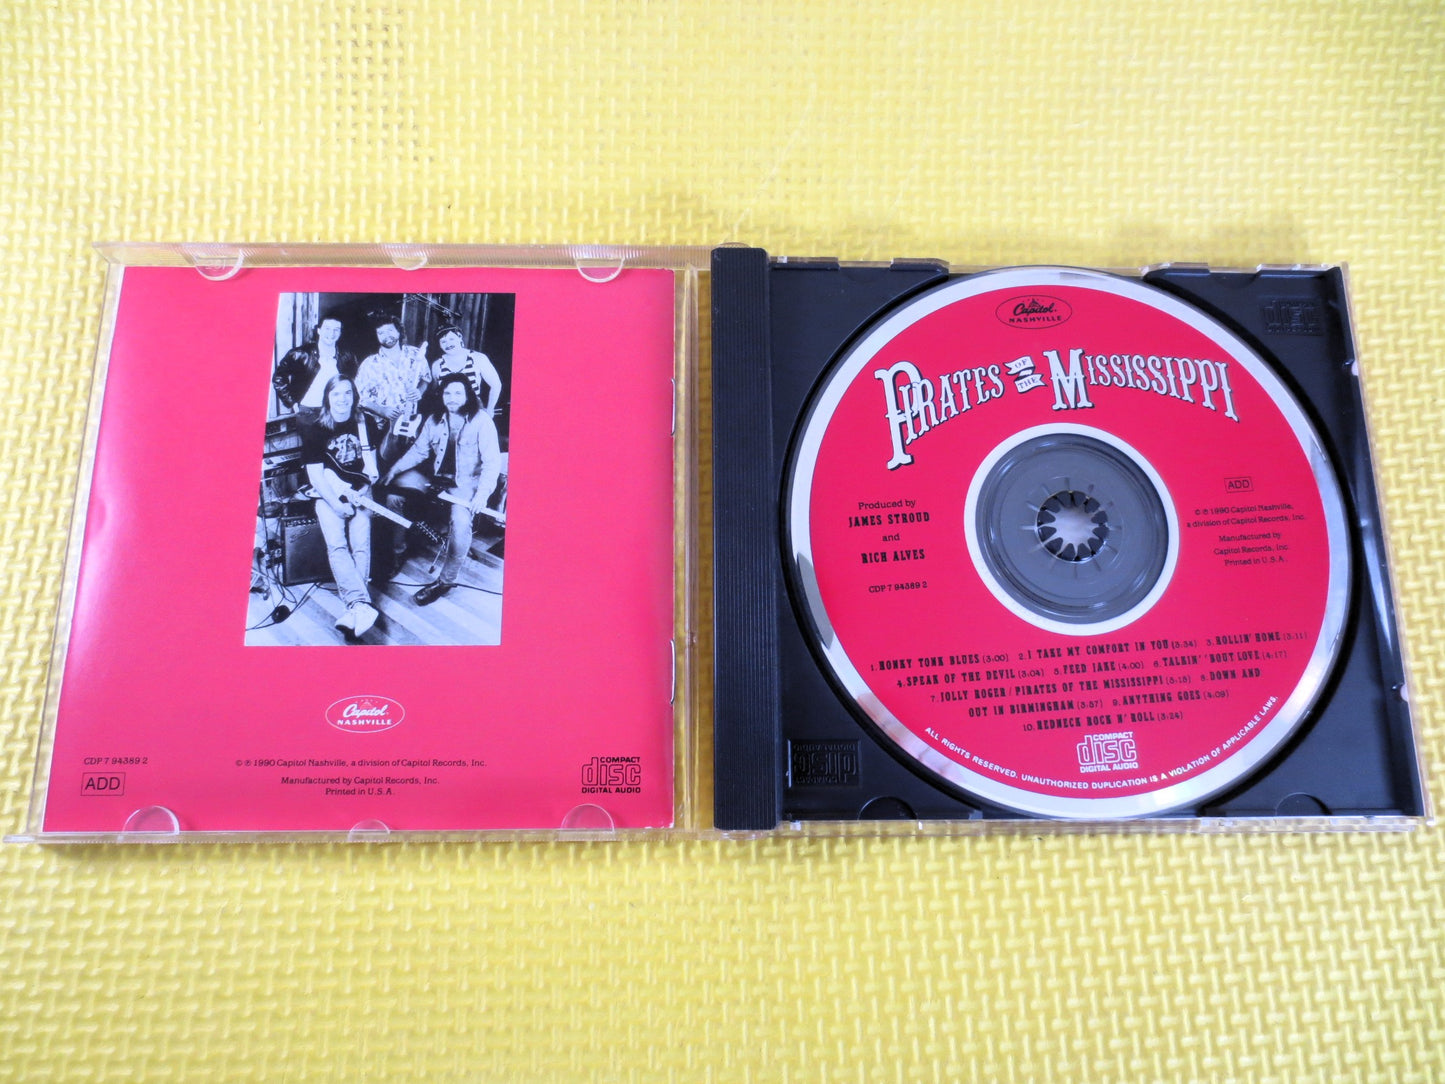 Capitol
NASHVILLE
CDP 7 94389 2
ADD
© ℗ 1990 Capitol Nashville, a division of Capitol Records, Inc.
Manufactured by Capitol Records, Inc.
Printed in U.S.A.
COMPACT
disc
DIGITAL AUDIO
Capitol
NASHVILLE
PIRATES OF THE MISSISSIPPI
Produced by
JAMES STROUD
and
RICH ALVES
CDP 7 94389 2
ADD
© ℗ 1990 Capitol Nashville,
a division of Capitol Records, Inc.
Manufactured by
Capitol Records, Inc.
Printed in U.S.A.
1. HONKY TONK BLUES (3:00) 2. I TAKE MY COMFORT IN YOU (3:34) 3. ROLLIN' HOME (3:11)
4. SPEAK OF THE DEVIL (3:04) 5. FEED JAKE (4:00) 6. TALKIN' 'BOUT LOVE (4:17)
7. JOLLY ROGER / PIRATES OF THE MISSISSIPPI (5:15) 8. DOWN AND
OUT IN BIRMINGHAM (3:57) 9. ANYTHING GOES (4:09)
10. REDNECK ROCK N' ROLL (3:24)
COMPACT
disc
DIGITAL AUDIO
ALL RIGHTS RESERVED. UNAUTHORIZED DUPLICATION IS A VIOLATION OF APPLICABLE LAWS.
disc
COMPACT
disc
DIGITAL AUDIO